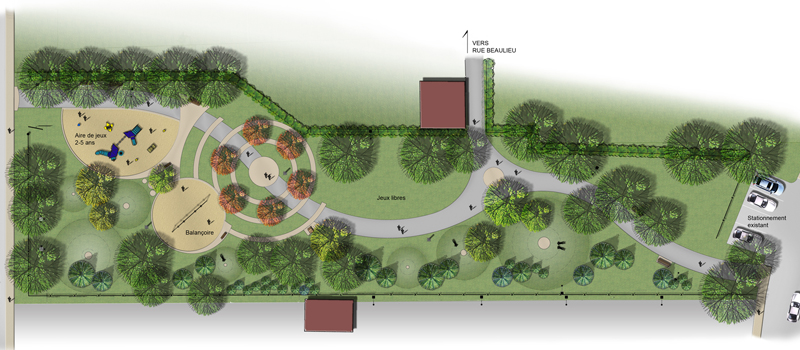 VERS
RUE BEAULIEU
Aire de jeux
2-5 ans
Jeux libres
Balançoire
Stationnement
existant